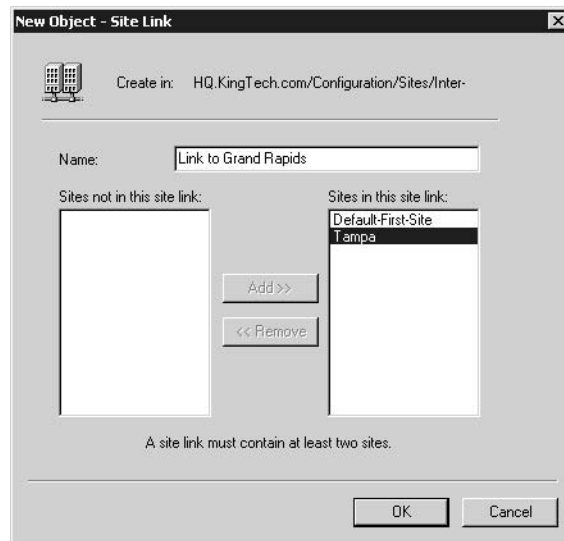 New Object - Site Link
Create in: HQ.KingTech.com/Configuration/Sites/Inter-
Name: Link to Grand Rapids
Sites not in this site link:
Sites in this site link:
Default-First-Site
Tampa
Add >>
<< Remove
A site link must contain at least two sites.
OK
Cancel